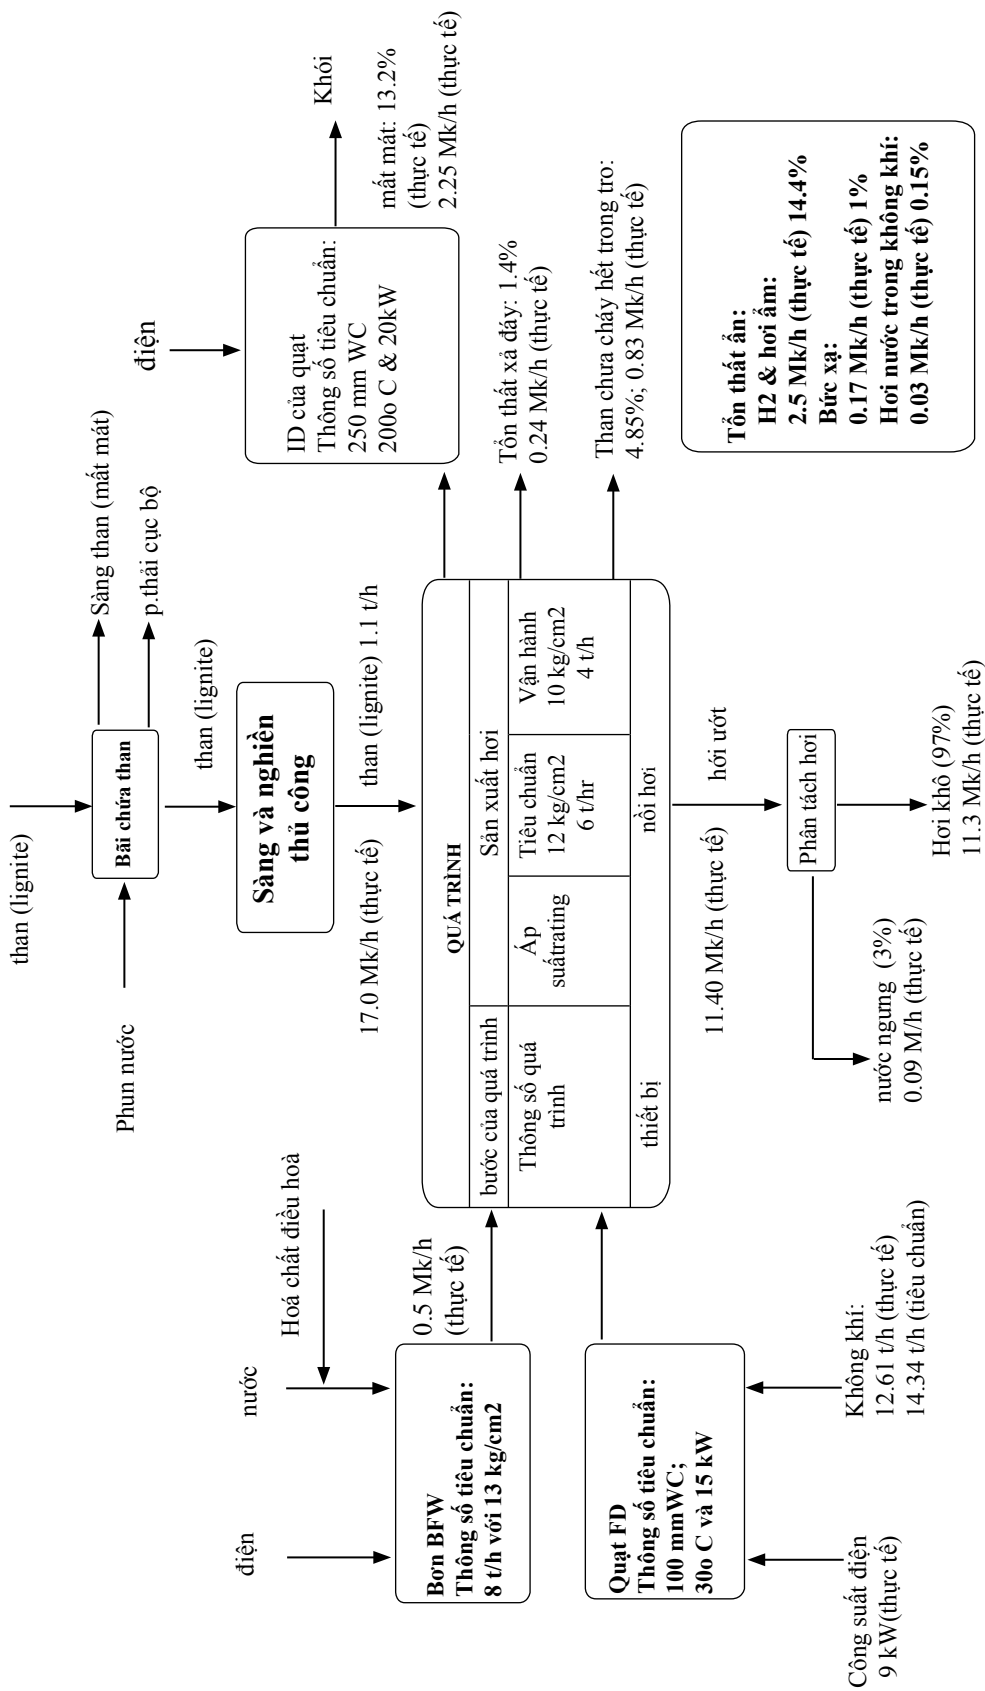 than (lignite)
Phun nước
Bãi chứa than
Sàng than (mất mát)
p.thải cục bộ
than (lignite)
Sàng và nghiền
thủ công
17.0 Mk/h (thực tế)
than (lignite) 1.1 t/h
điện
ID của quạt
Thông số tiêu chuẩn:
250 mm WC
200o C & 20kW
Khói
mất mát: 13.2%
(thực tế)
2.25 Mk/h (thực tế)
điện
nước
Hoá chất điều hoà
Bơn BFW
Thông số tiêu chuẩn:
8 t/h với 13 kg/cm2
0.5 Mk/h
(thực tế)
QUÁ TRÌNH
bước của quá trình
Sản xuất hơi
Thông số quá
trình
Áp
suấtrating
Tiêu chuẩn
12 kg/cm2
6 t/hr
Vận hành
10 kg/cm2
4 t/h
thiết bị
nồi hơi
Tổn thất xả đáy: 1.4%
0.24 Mk/h (thực tế)
Than chưa cháy hết trong tro:
4.85%; 0.83 Mk/h (thực tế)
Quạt FD
Thông số tiêu chuẩn:
100 mmWC;
30o C và 15 kW
Công suất điện
9 kW(thực tế)
Không khí:
12.61 t/h (thực tế)
14.34 t/h (tiêu chuẩn)
11.40 Mk/h (thực tế)
hới ướt
Phân tách hơi
nước ngưng (3%)
0.09 M/h (thực tế)
Hơi khô (97%)
11.3 Mk/h (thực tế)
Tổn thất ẩn:
H2 & hơi ẩm:
2.5 Mk/h (thực tế) 14.4%
Bức xạ:
0.17 Mk/h (thực tế) 1%
Hơi nước trong không khí:
0.03 Mk/h (thực tế) 0.15%